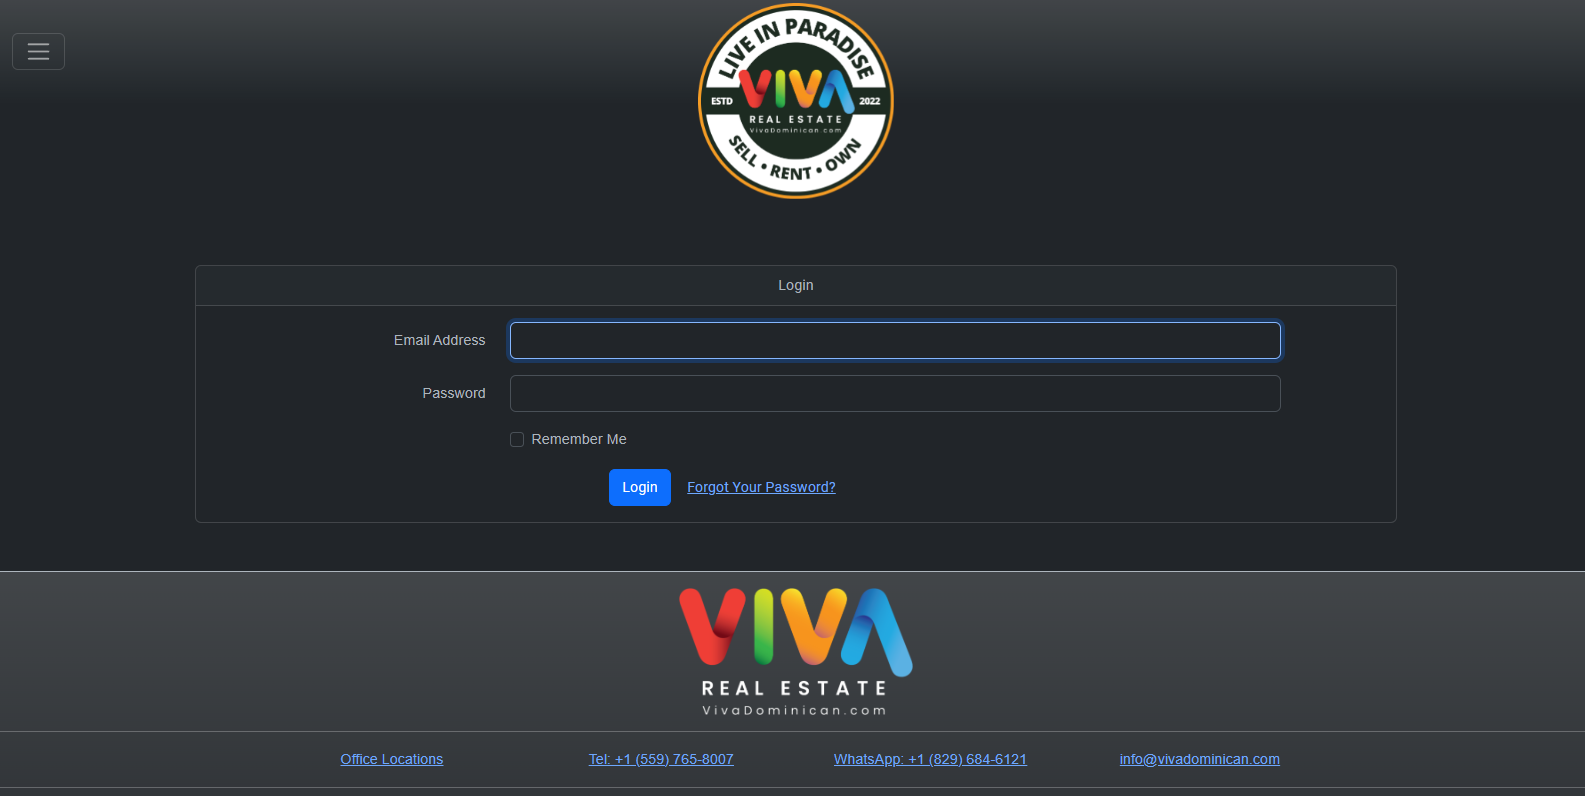 LIVE IN PARADISE
ESTD VIVA 2022
REAL ESTATE
VivaDominican.com
SELL • RENT • OWN
Login
Email Address
Password
Remember Me
Login Forgot Your Password?
VIVA
REAL ESTATE
VivaDominican.com
Office Locations Tel: +1 (559) 765-8007 WhatsApp: +1 (829) 684-6121 info@vivadominican.com